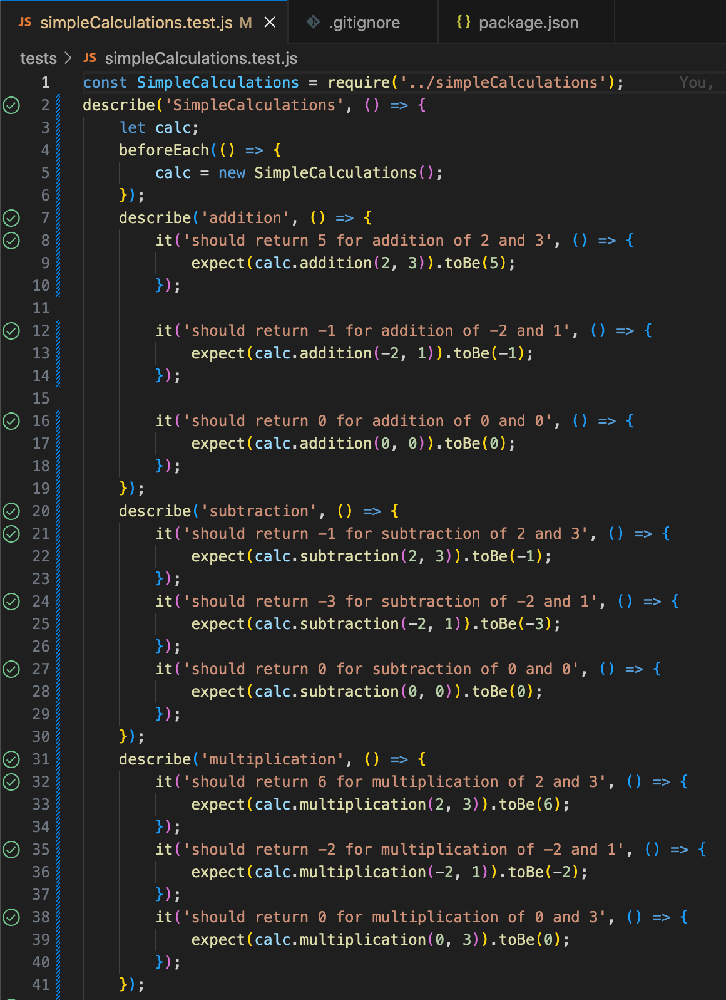 JS simpleCalculations.test.js M × .gitignore {} package.json
tests > JS simpleCalculations.test.js
1 const SimpleCalculations = require('../simpleCalculations'); You,
2 describe('SimpleCalculations', () => {
3     let calc;
4     beforeEach(() => {
5         calc = new SimpleCalculations();
6     });
7     describe('addition', () => {
8         it('should return 5 for addition of 2 and 3', () => {
9             expect(calc.addition(2, 3)).toBe(5);
10         });
11
12         it('should return -1 for addition of -2 and 1', () => {
13             expect(calc.addition(-2, 1)).toBe(-1);
14         });
15
16         it('should return 0 for addition of 0 and 0', () => {
17             expect(calc.addition(0, 0)).toBe(0);
18         });
19     });
20     describe('subtraction', () => {
21         it('should return -1 for subtraction of 2 and 3', () => {
22             expect(calc.subtraction(2, 3)).toBe(-1);
23         });
24         it('should return -3 for subtraction of -2 and 1', () => {
25             expect(calc.subtraction(-2, 1)).toBe(-3);
26         });
27         it('should return 0 for subtraction of 0 and 0', () => {
28             expect(calc.subtraction(0, 0)).toBe(0);
29         });
30     });
31     describe('multiplication', () => {
32         it('should return 6 for multiplication of 2 and 3', () => {
33             expect(calc.multiplication(2, 3)).toBe(6);
34         });
35         it('should return -2 for multiplication of -2 and 1', () => {
36             expect(calc.multiplication(-2, 1)).toBe(-2);
37         });
38         it('should return 0 for multiplication of 0 and 3', () => {
39             expect(calc.multiplication(0, 3)).toBe(0);
40         });
41     });